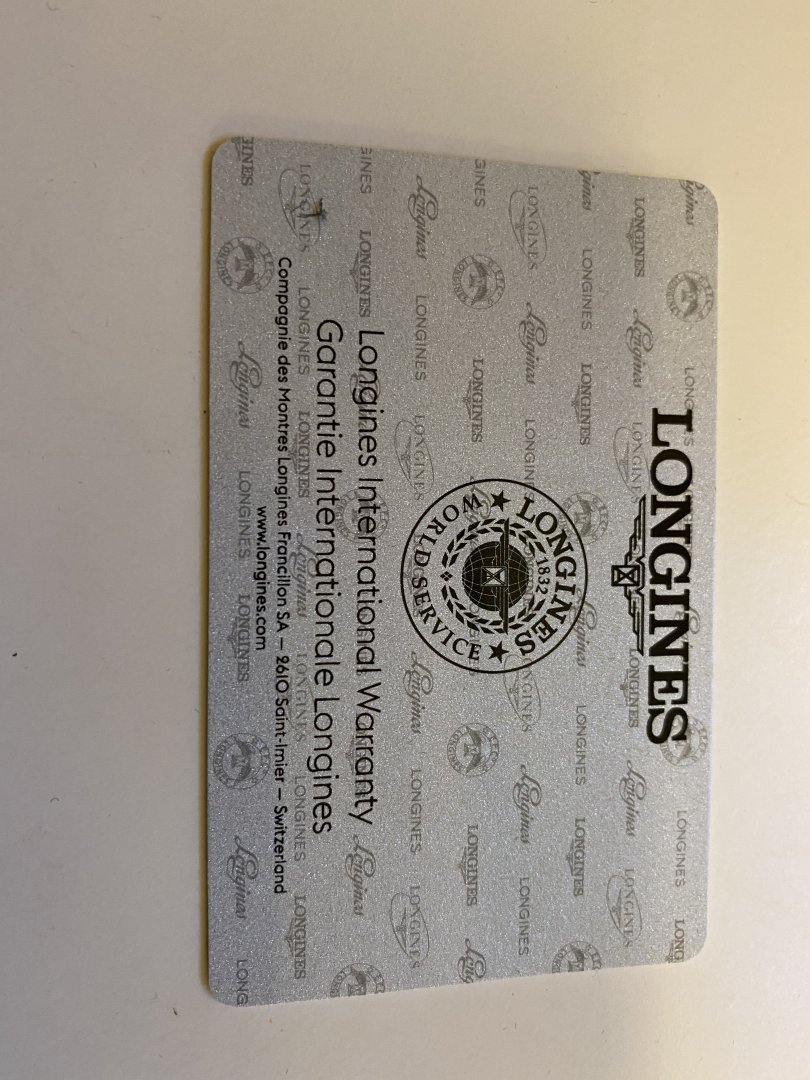 LONGINES
LONGINES
1832
WORLD SERVICE
Longines International Warranty
Garantie Internationale Longines
Compagnie des Montres Longines Francillon SA – 2610 Saint-Imier – Switzerland
www.longines.com